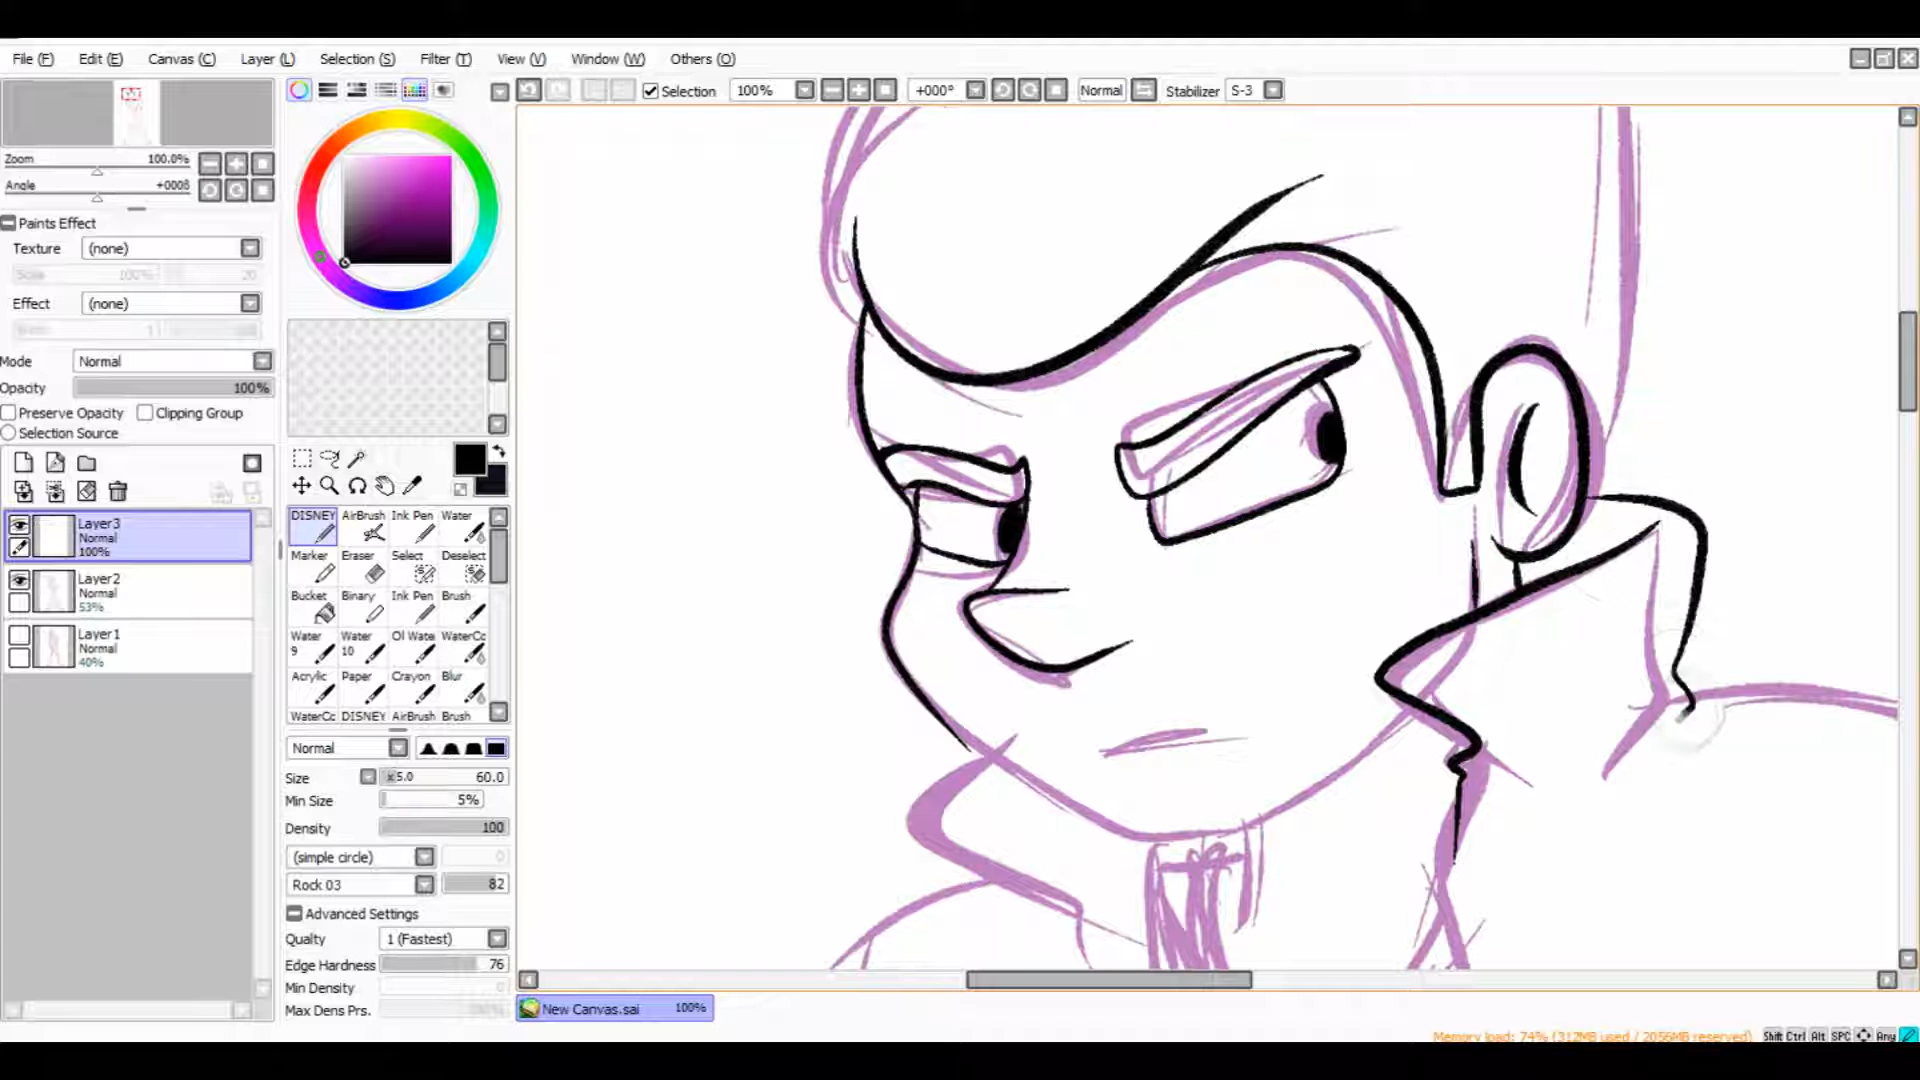 File (F) Edit (E) Canvas (C) Layer (L) Selection (S) Filter (T) View (V) Window (W) Others (O)
Selection 100% +000° Normal Stabilizer S-3
Zoom 100.0%
Angle +0008
Paints Effect
Texture (none)
Scale 100% 20
Effect (none)
Mode Normal
Opacity 100%
Preserve Opacity Clipping Group
Selection Source
Layer3
Normal
100%
Layer2
Normal
53%
Layer1
Normal
40%
DISNEY AirBrush Ink Pen Water
Marker Eraser Select Deselect
Bucket Binary Ink Pen Brush
Water 9 Water 10 Ol Wate WaterCc
Acrylic Paper Crayon Blur
WaterCc DISNEY AirBrush Brush
Normal
Size x5.0 60.0
Min Size 5%
Density 100
(simple circle) 0
Rock 03 82
Advanced Settings
Qualty 1 (Fastest)
Edge Hardness 76
Min Density 0
Max Dens Prs.
New Canvas.sai 100%
Memory load: 74% (312MB used / 2056MB reserved) Shift Ctrl Alt SPC Any